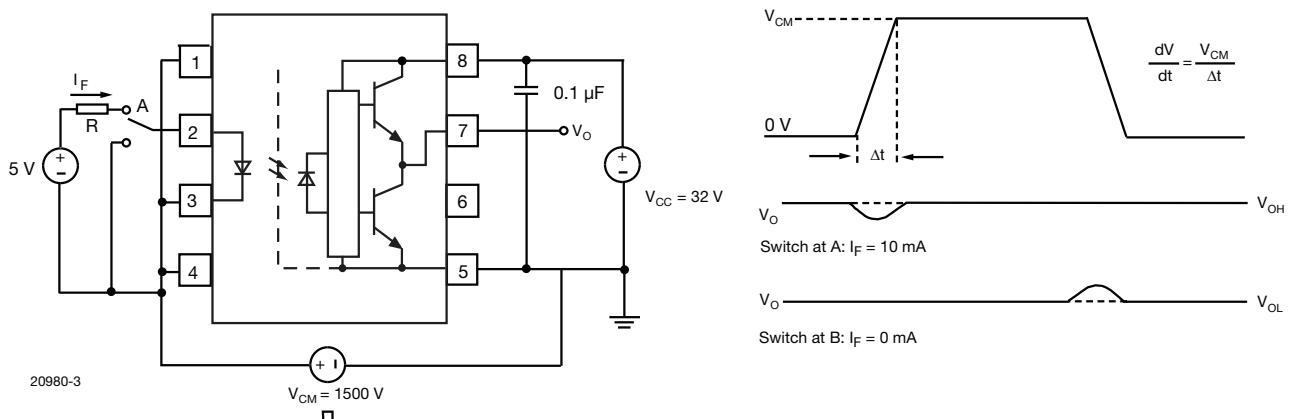 1
8
I_F
A
R
2
0.1 µF
7
V_O
5 V
3
6
V_CC = 32 V
4
5
V_CM = 1500 V
20980-3
V_CM
dV/dt = V_CM/Δt
0 V
Δt
V_O
V_OH
Switch at A: I_F = 10 mA
V_O
V_OL
Switch at B: I_F = 0 mA